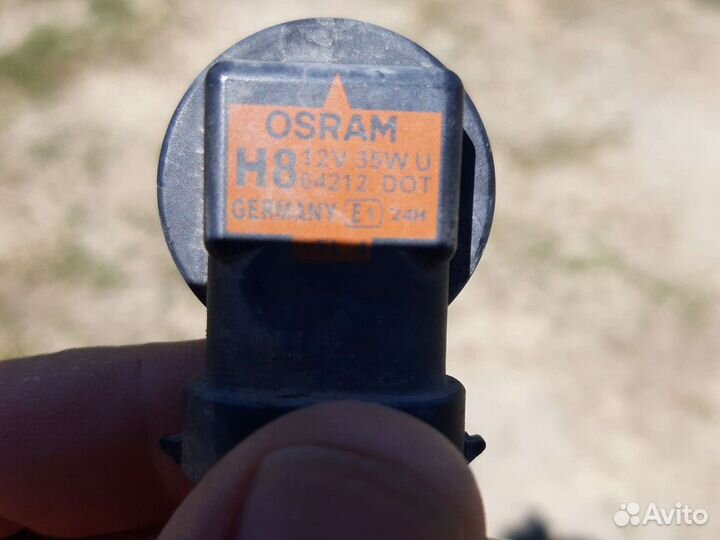 OSRAM
H8 12V 35W U
64212 DOT
GERMANY E1 24H
Avito